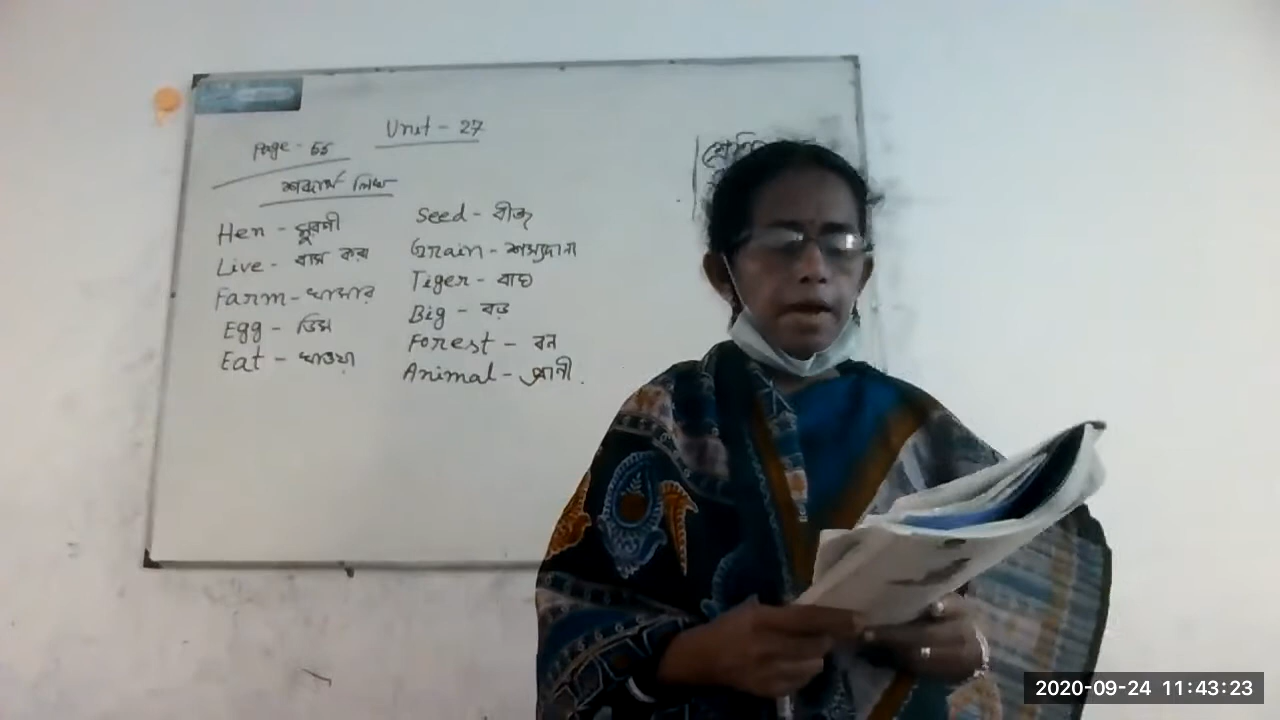 Unit - 27
Page - 55
শব্দার্থ লিখ
Hen - মুরগী
Live - বাস করা
Farm - খামার
Egg - ডিম
Eat - খাওয়া
Seed - বীজ
Grain - শস্যদানা
Tiger - বাঘ
Big - বড়
Forest - বন
Animal - প্রাণী.
2020-09-24 11:43:23